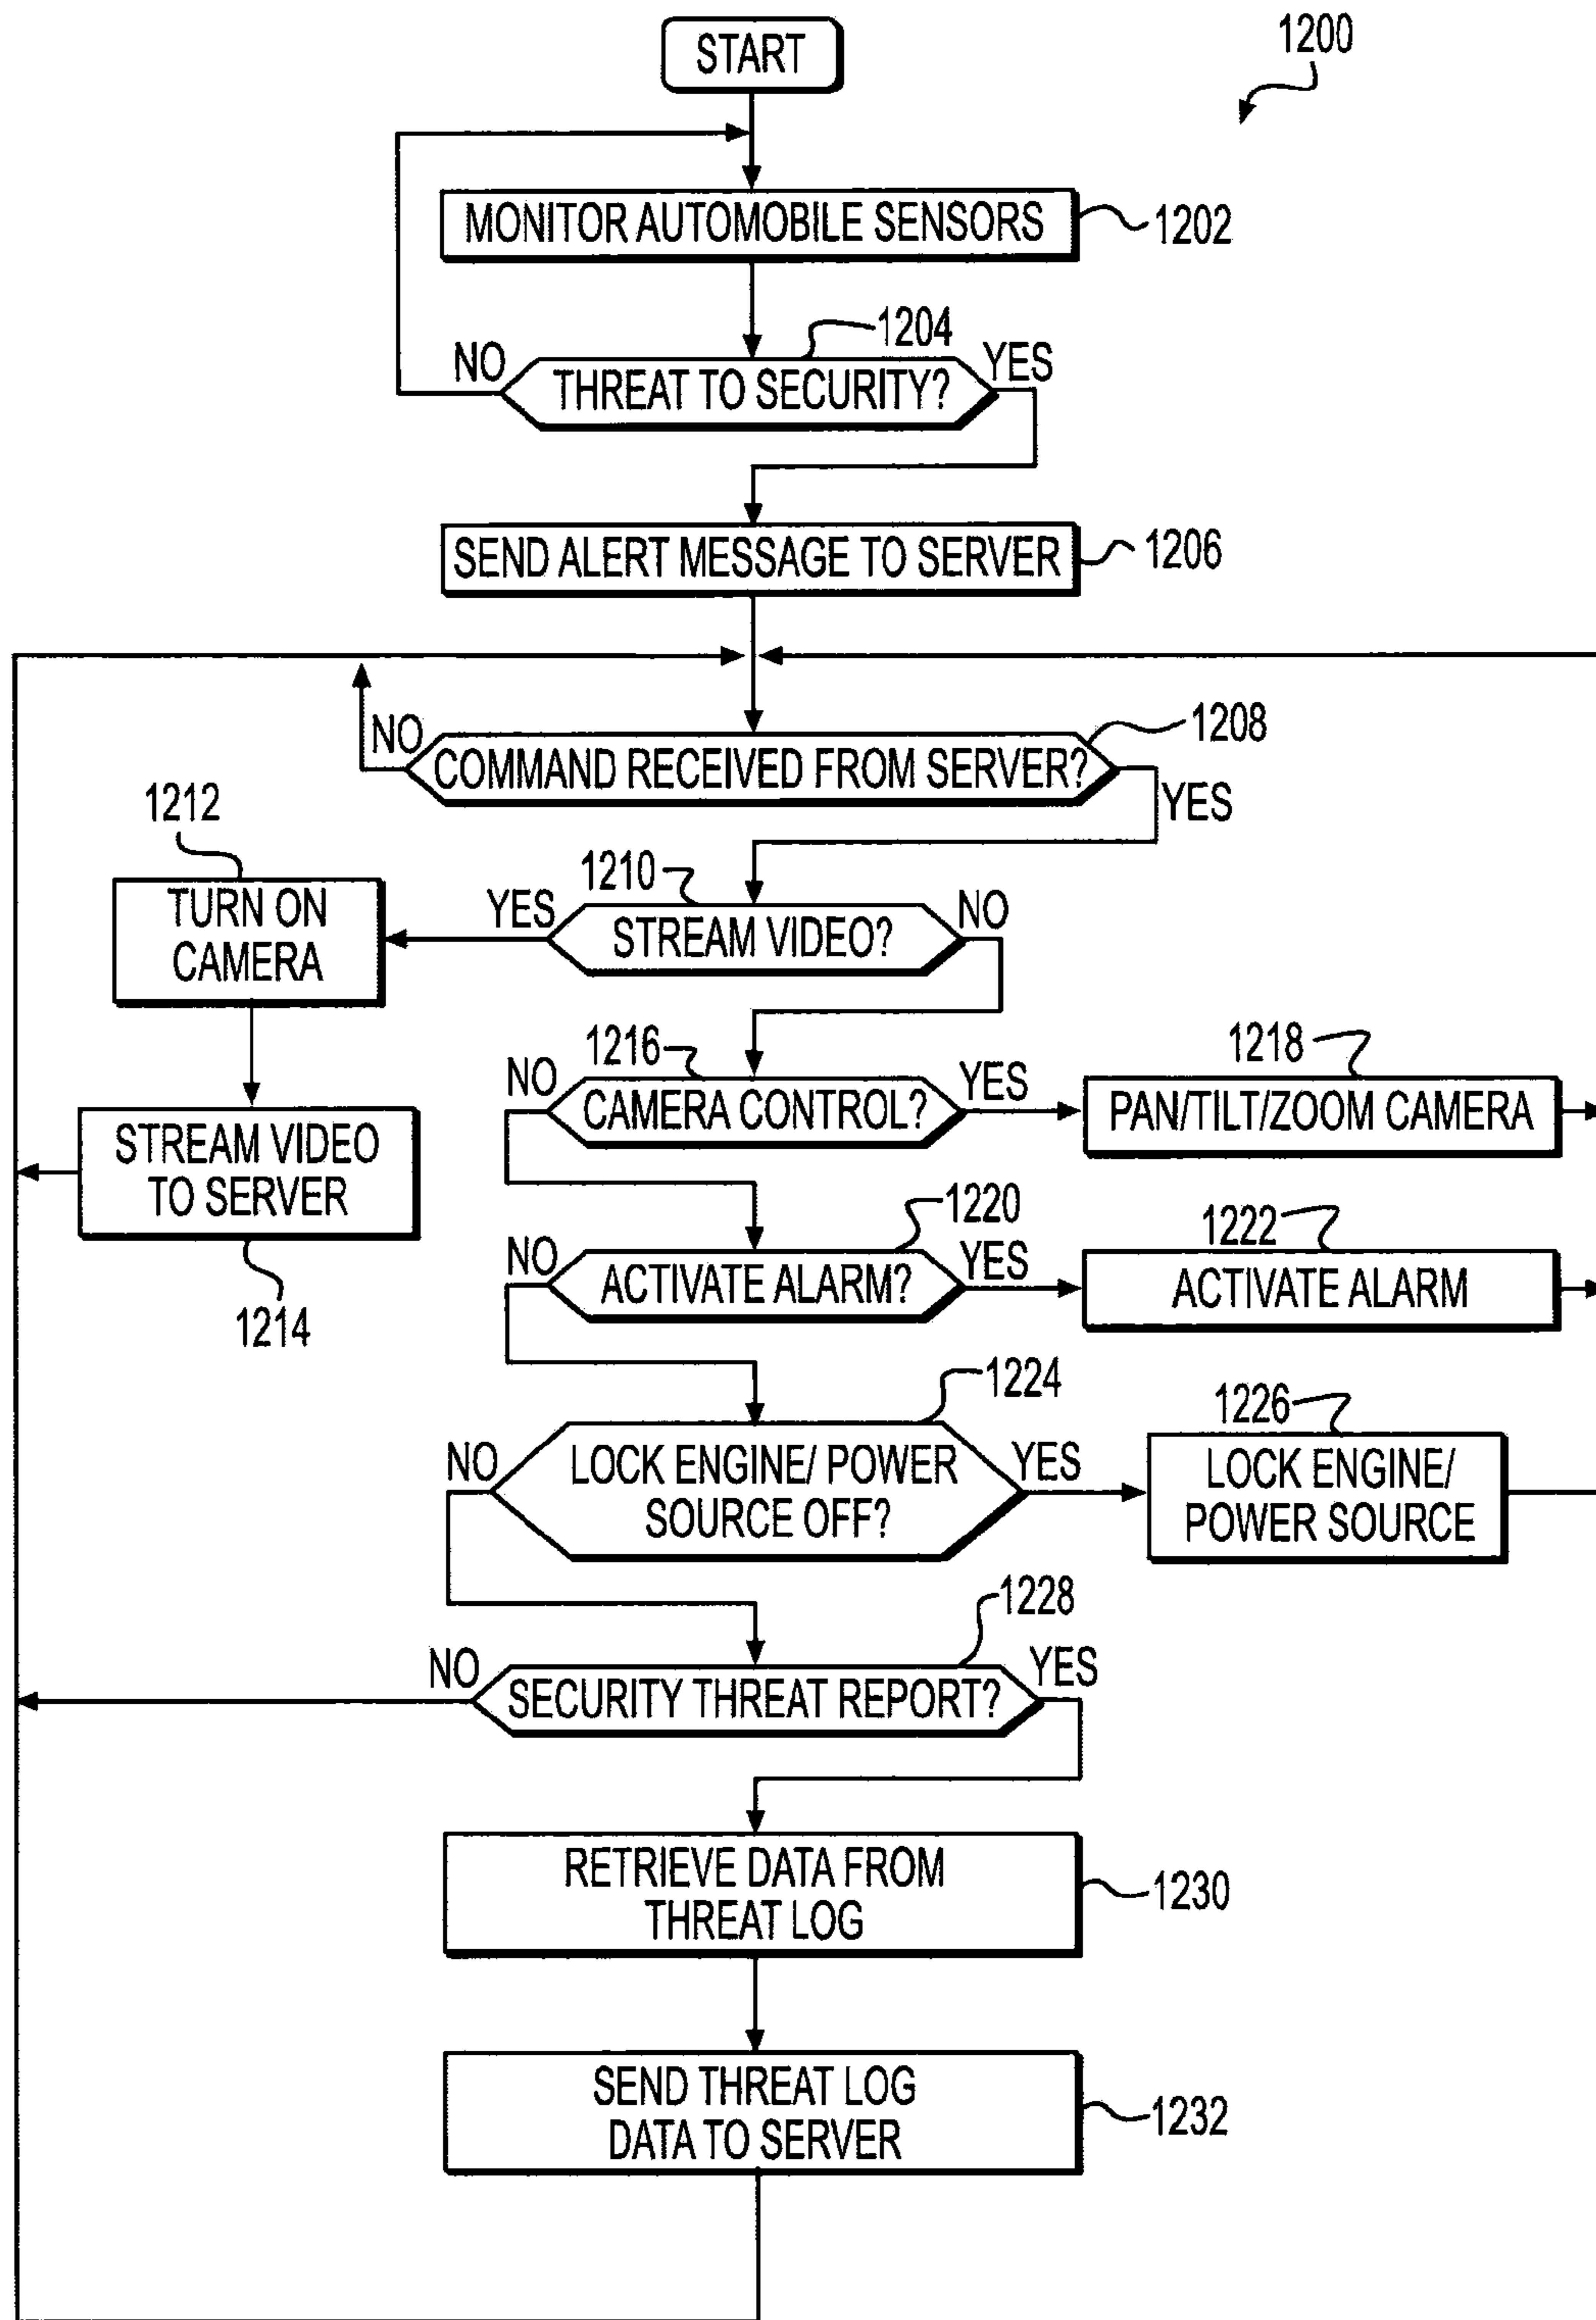 START
1200
MONITOR AUTOMOBILE SENSORS
1202
1204
NO
YES
THREAT TO SECURITY?
SEND ALERT MESSAGE TO SERVER
1206
1208
NO
COMMAND RECEIVED FROM SERVER?
YES
1212
TURN ON
CAMERA
1210
YES
NO
STREAM VIDEO?
1216
NO
YES
CAMERA CONTROL?
1218
PAN/TILT/ZOOM CAMERA
STREAM VIDEO
TO SERVER
1214
1220
NO
YES
ACTIVATE ALARM?
1222
ACTIVATE ALARM
1224
NO
YES
LOCK ENGINE/ POWER
SOURCE OFF?
1226
LOCK ENGINE/
POWER SOURCE
1228
NO
YES
SECURITY THREAT REPORT?
RETRIEVE DATA FROM
THREAT LOG
1230
SEND THREAT LOG
DATA TO SERVER
1232